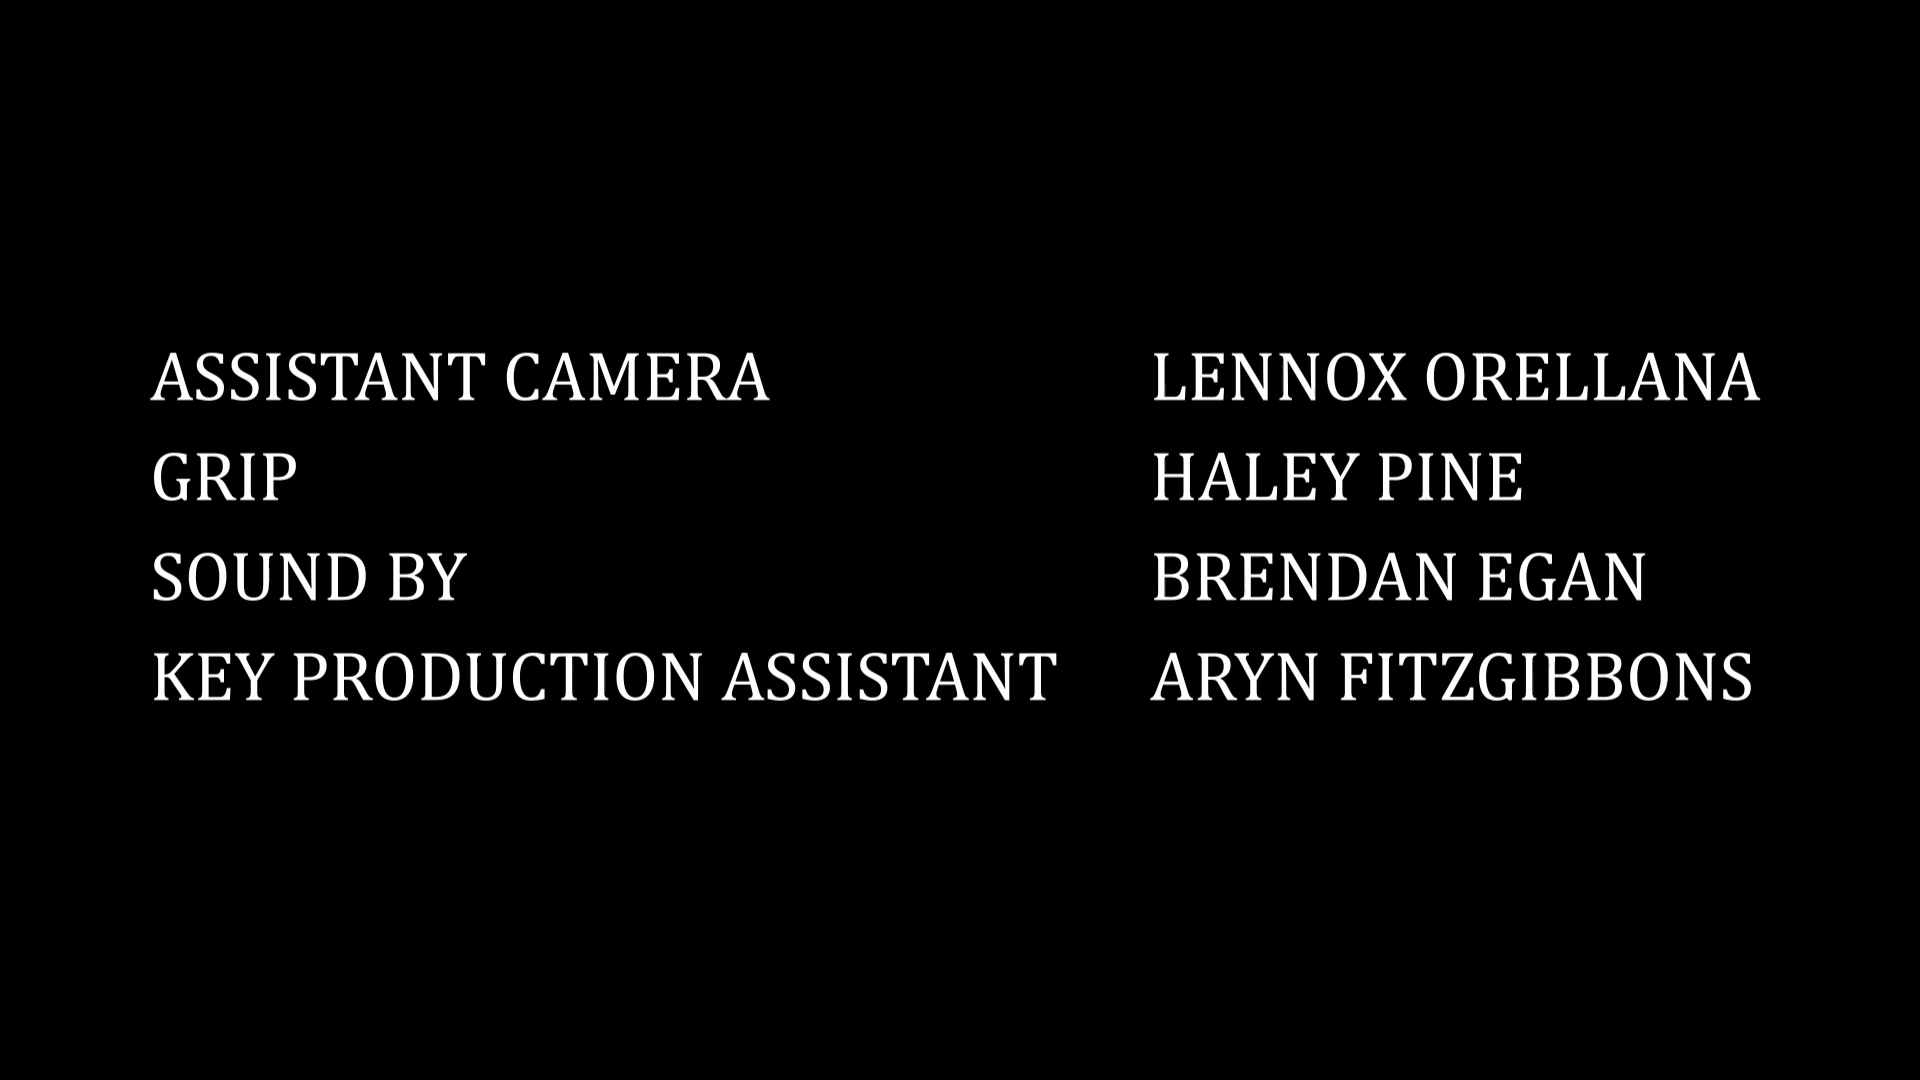 ASSISTANT CAMERA LENNOX ORELLANA
GRIP HALEY PINE
SOUND BY BRENDAN EGAN
KEY PRODUCTION ASSISTANT ARYN FITZGIBBONS